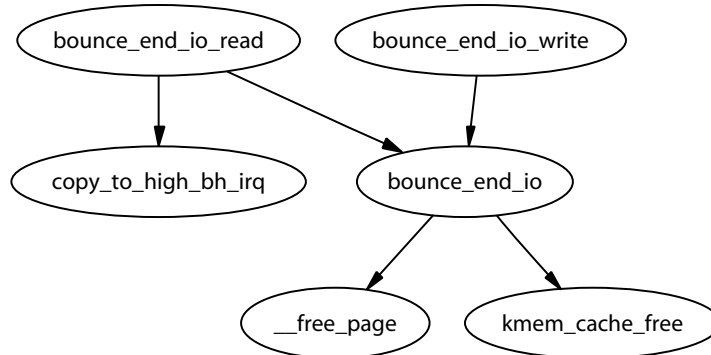 bounce_end_io_read
bounce_end_io_write
copy_to_high_bh_irq
bounce_end_io
__free_page
kmem_cache_free